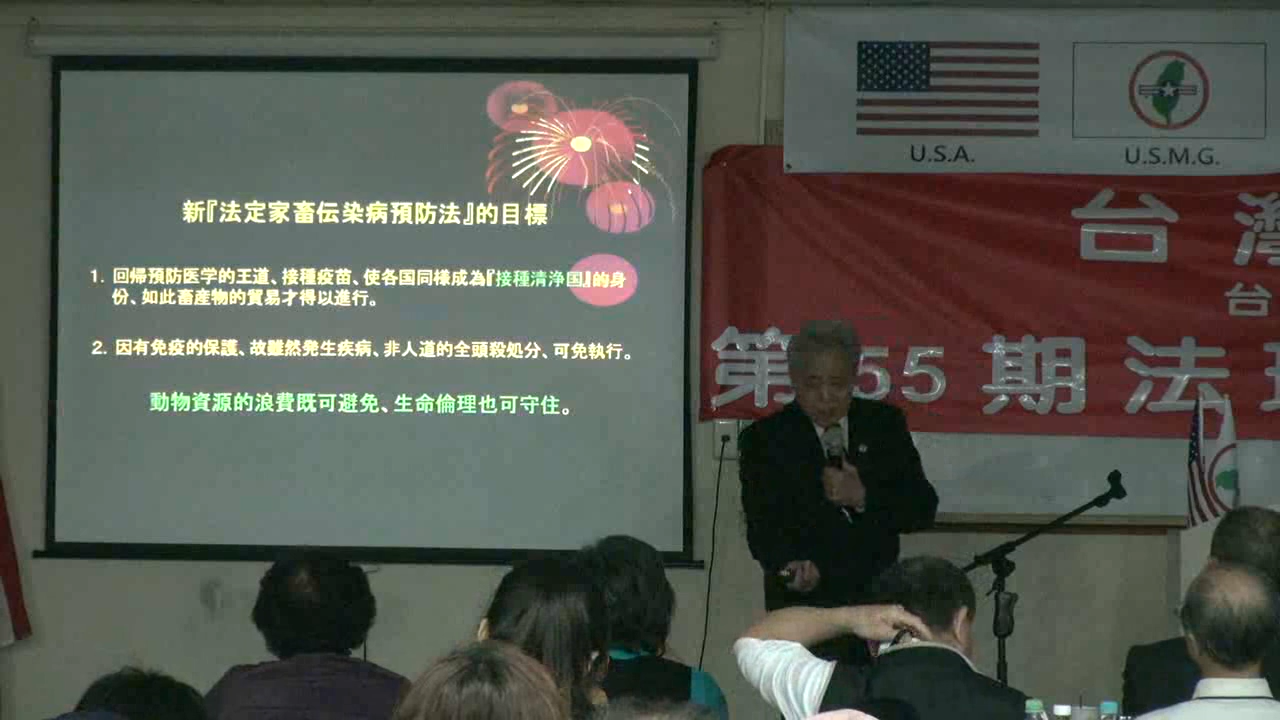 新『法定家畜伝染病預防法』的目標
1. 回帰預防医学的王道、接種疫苗、使各国同様成為『接種清浄国』的身
份、如此畜産物的貿易才得以進行。
2. 因有免疫的保護、故雖然発生疾病、非人道的全頭殺処分、可免執行。
動物資源的浪費既可避免、生命倫理也可守住。
U.S.A.
U.S.M.G.
台灣
台
第 55 期法理